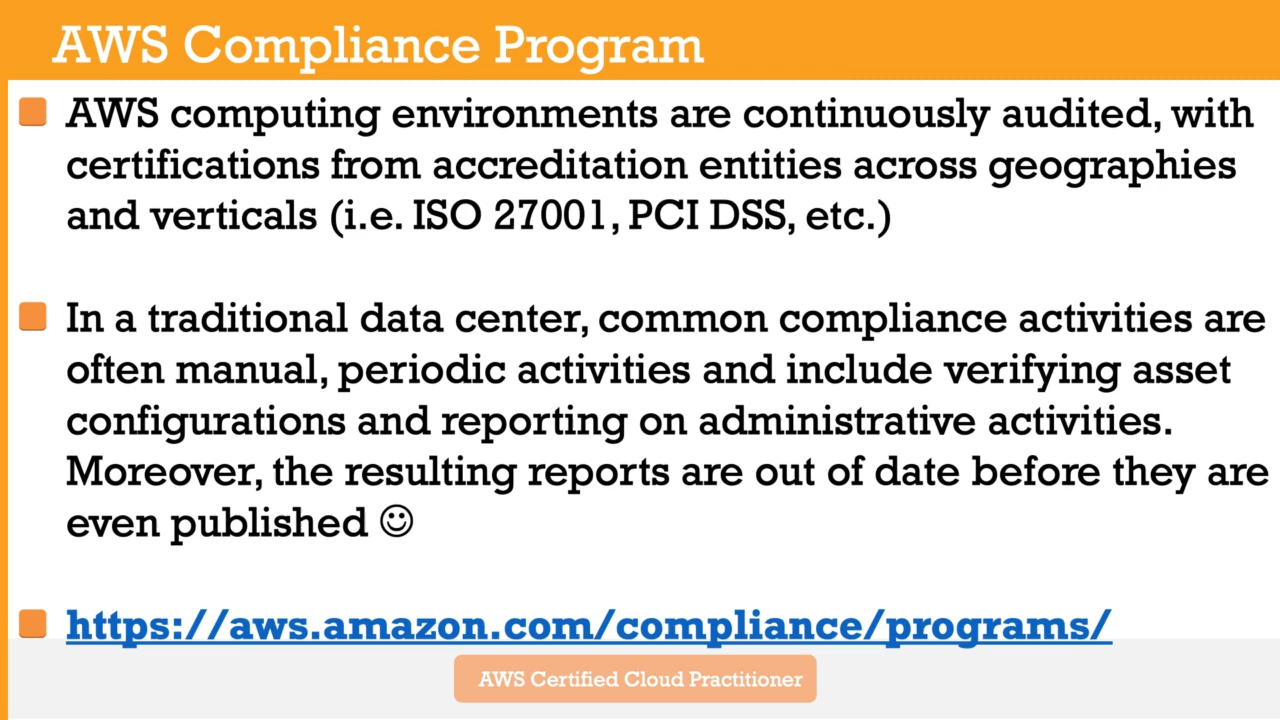 AWS Compliance Program
AWS computing environments are continuously audited, with
certifications from accreditation entities across geographies
and verticals (i.e. ISO 27001, PCI DSS, etc.)
In a traditional data center, common compliance activities are
often manual, periodic activities and include verifying asset
configurations and reporting on administrative activities.
Moreover, the resulting reports are out of date before they are
even published ☺
https://aws.amazon.com/compliance/programs/
AWS Certified Cloud Practitioner